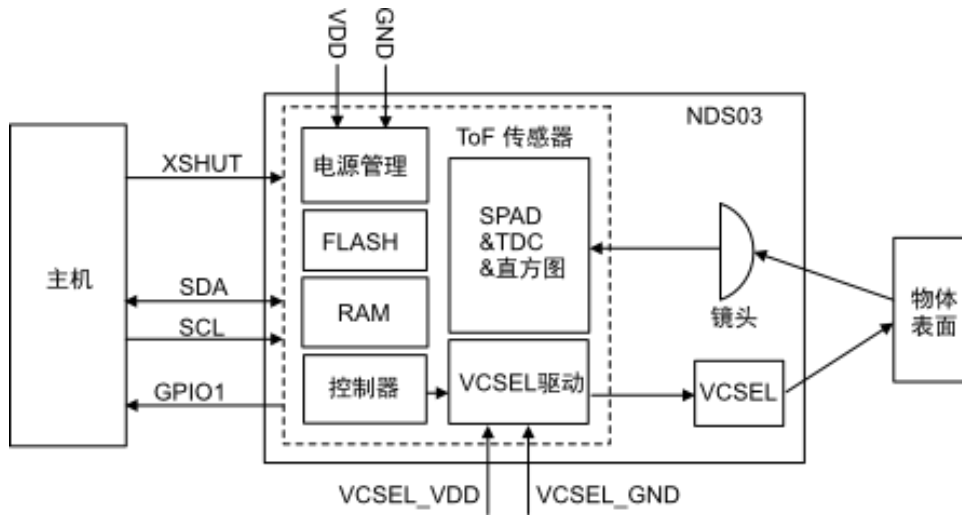 VDD
GND
NDS03
ToF 传感器
XSHUT
电源管理
SPAD
&TDC
&直方图
FLASH
主机
SDA
RAM
镜头
物体
表面
SCL
控制器
VCSEL驱动
VCSEL
GPIO1
VCSEL_VDD
VCSEL_GND